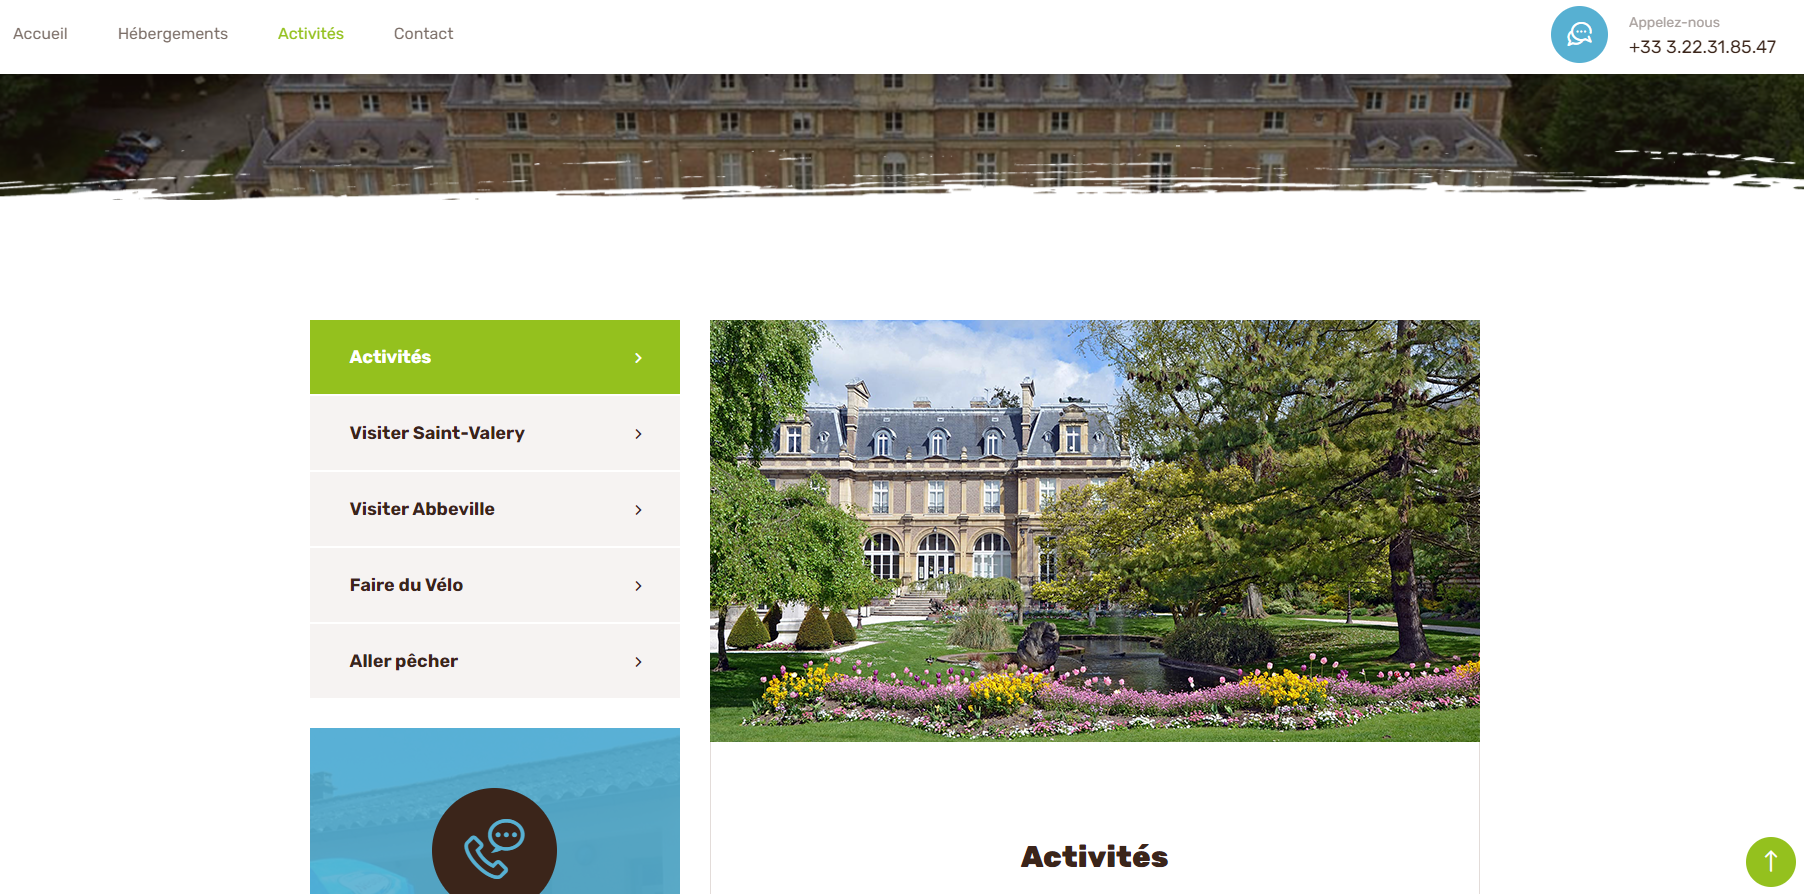 Accueil
Hébergements
Activités
Contact
Appelez-nous
+33 3.22.31.85.47
Activités
Visiter Saint-Valery
Visiter Abbeville
Faire du Vélo
Aller pêcher
Activités